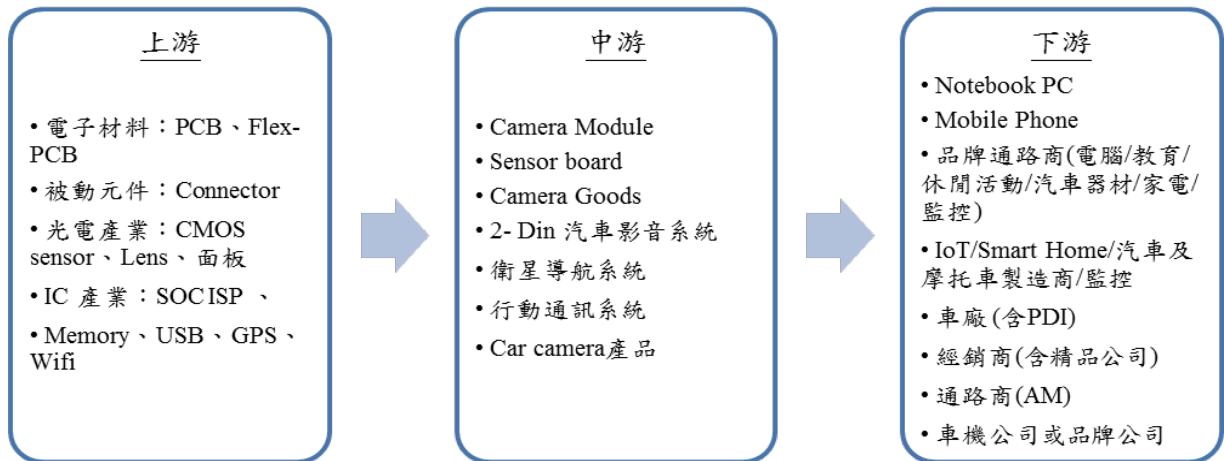 上游
• 電子材料：PCB、Flex-
PCB
• 被動元件：Connector
• 光電產業：CMOS
sensor、Lens、面板
• IC 產業：SOC ISP 、
• Memory、USB、GPS、
Wifi
中游
• Camera Module
• Sensor board
• Camera Goods
• 2- Din 汽車影音系統
• 衛星導航系統
• 行動通訊系統
• Car camera產品
下游
• Notebook PC
• Mobile Phone
• 品牌通路商(電腦/教育/
休閒活動/汽車器材/家電/
監控)
• IoT/Smart Home/汽車及
摩托車製造商/監控
• 車廠(含PDI)
• 經銷商(含精品公司)
• 通路商(AM)
• 車機公司或品牌公司